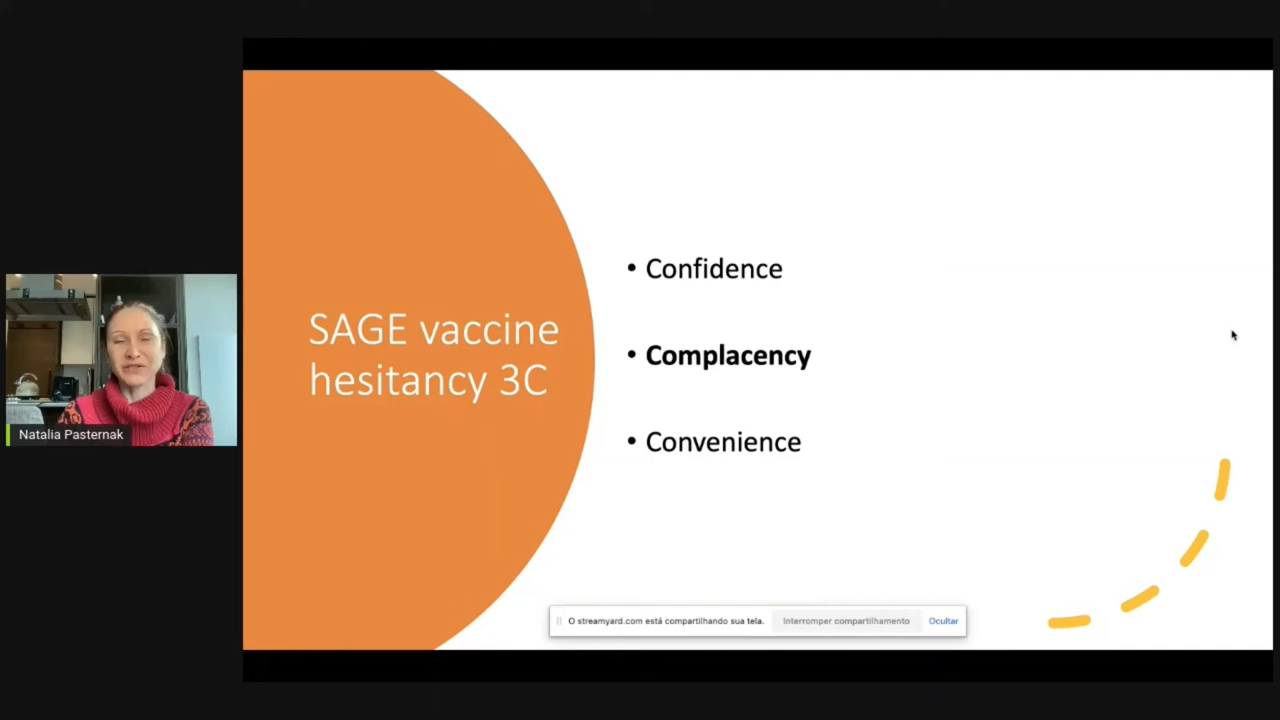 SAGE vaccine
hesitancy 3C
• Confidence
• Complacency
• Convenience
Natalia Pasternak
O streamyard.com está compartilhando sua tela.
Interromper compartilhamento
Ocultar